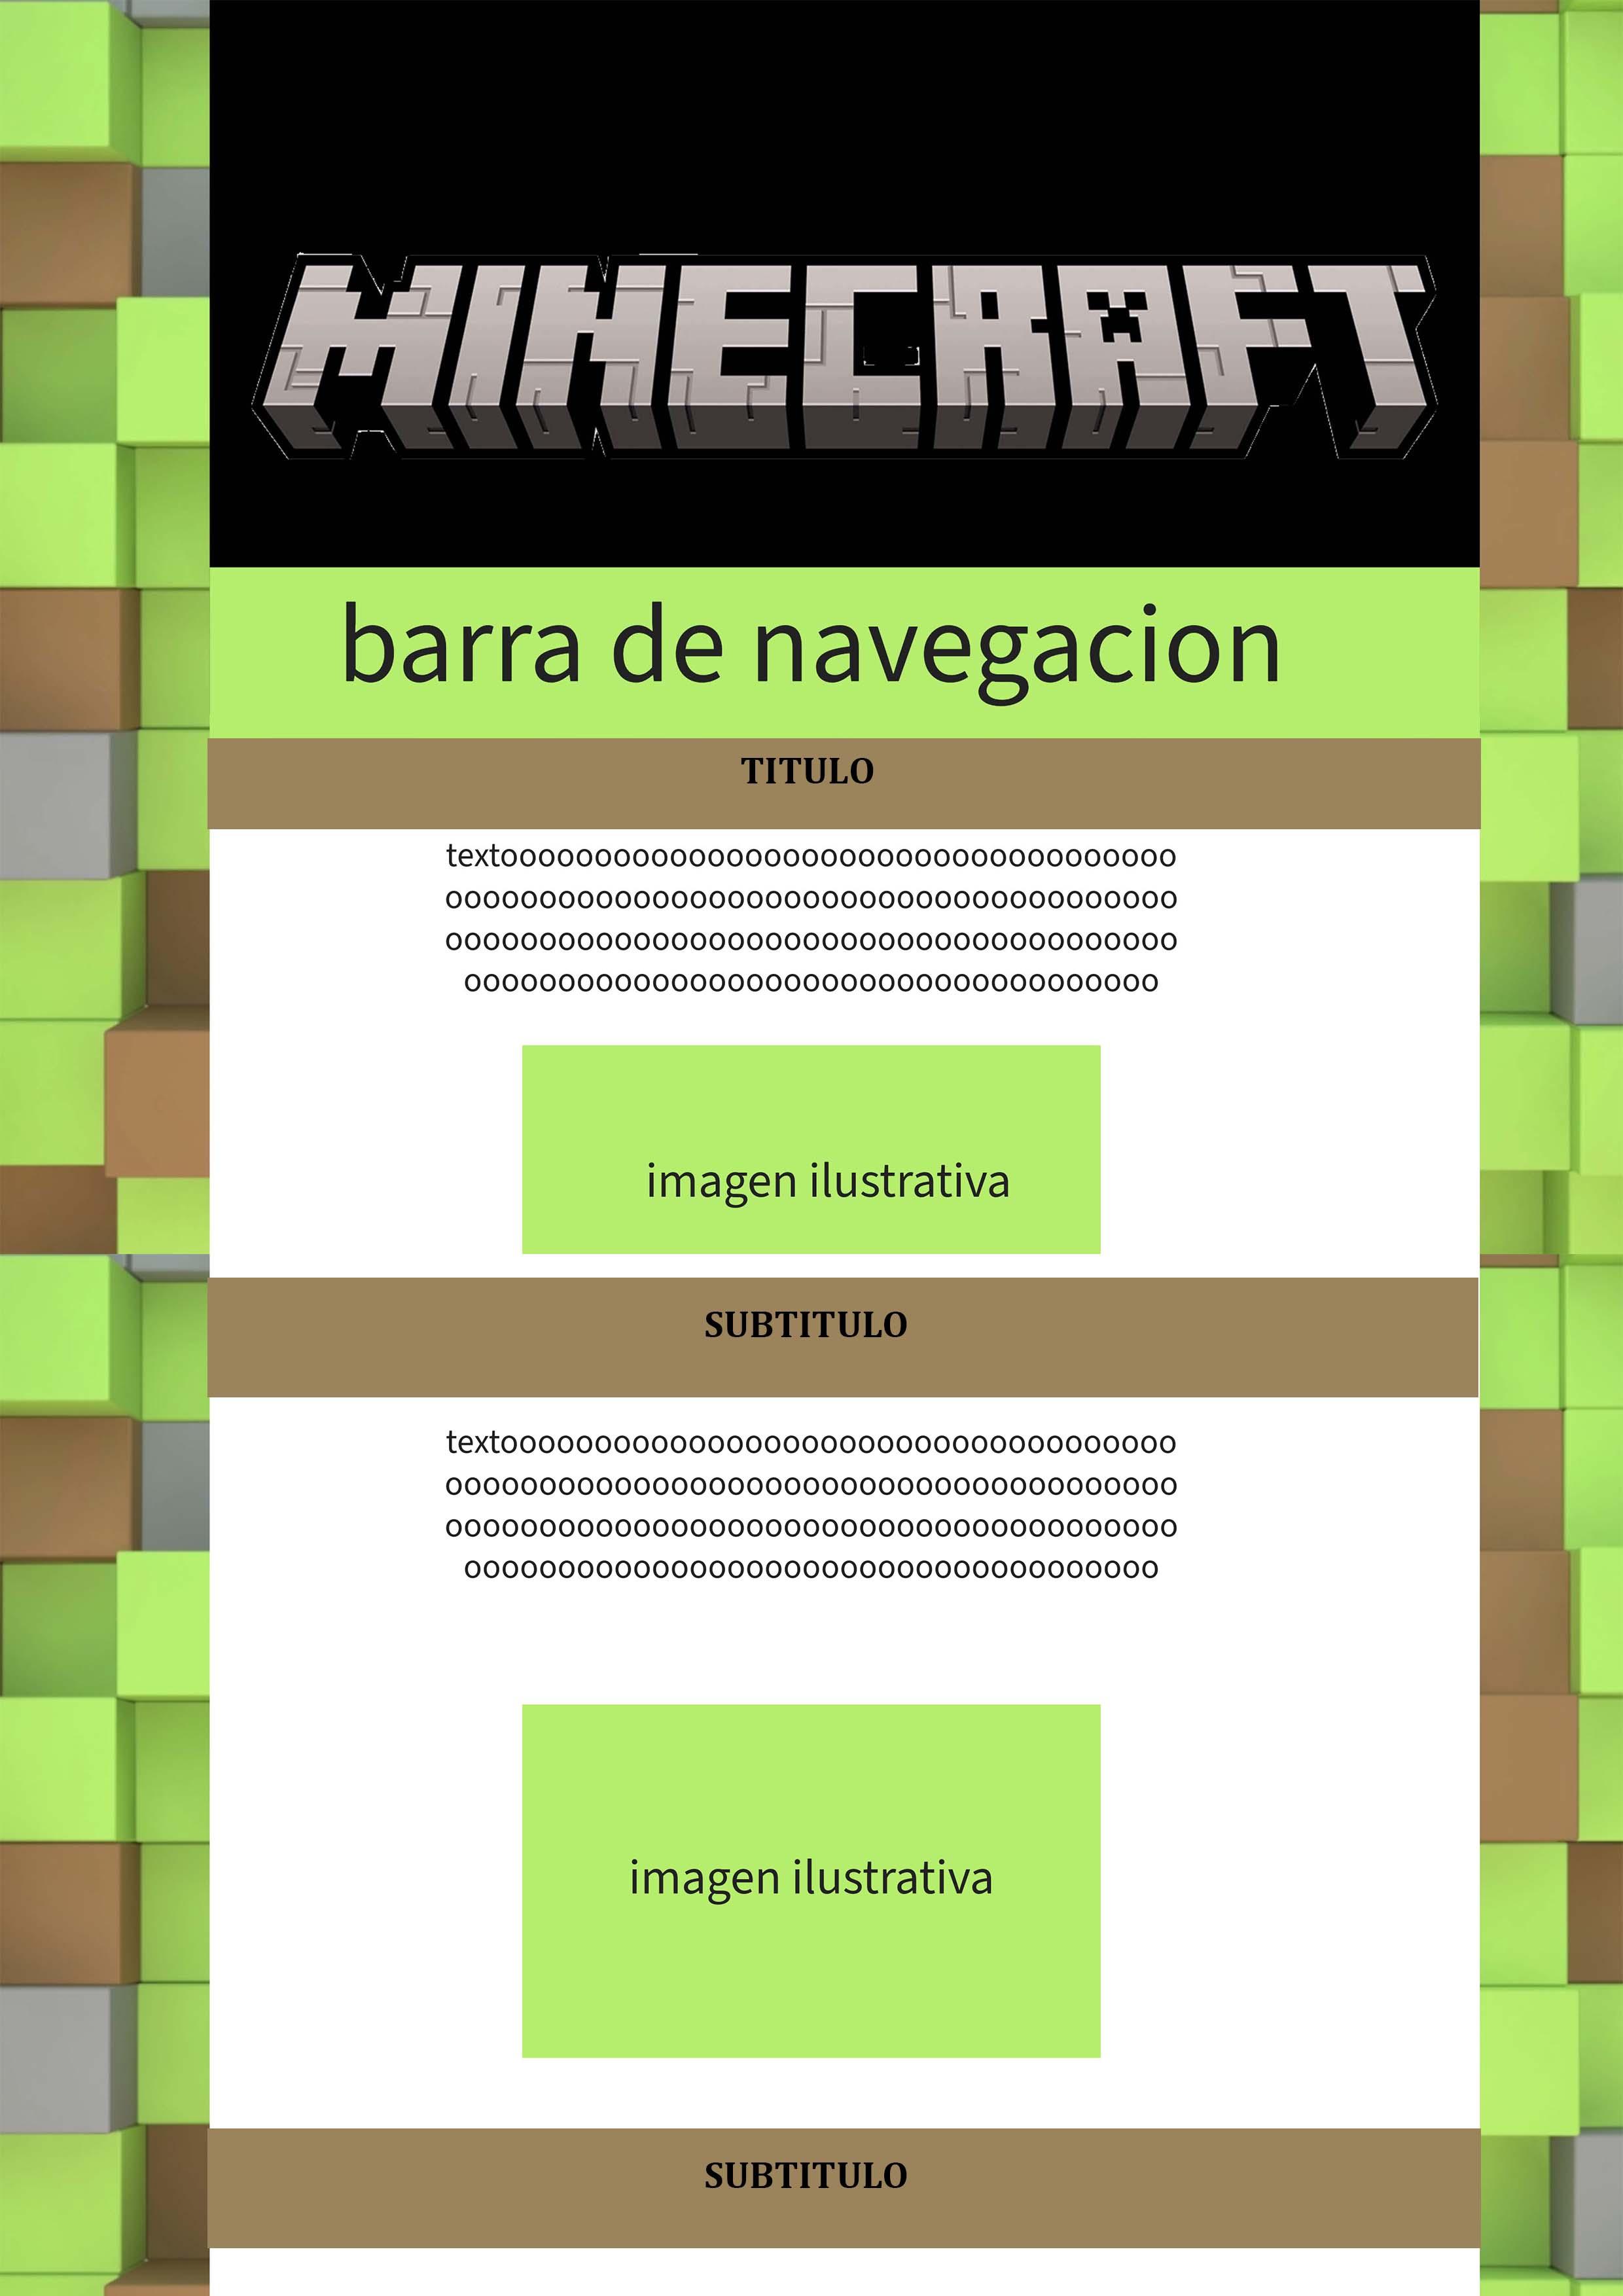 MINECRAFT
barra de navegacion
TITULO
textoooooooooooooooooooooooooooooooooooo
ooooooooooooooooooooooooooooooooooooooo
ooooooooooooooooooooooooooooooooooooooo
ooooooooooooooooooooooooooooooooooooo
imagen ilustrativa
SUBTITULO
textoooooooooooooooooooooooooooooooooooo
ooooooooooooooooooooooooooooooooooooooo
ooooooooooooooooooooooooooooooooooooooo
ooooooooooooooooooooooooooooooooooooo
imagen ilustrativa
SUBTITULO